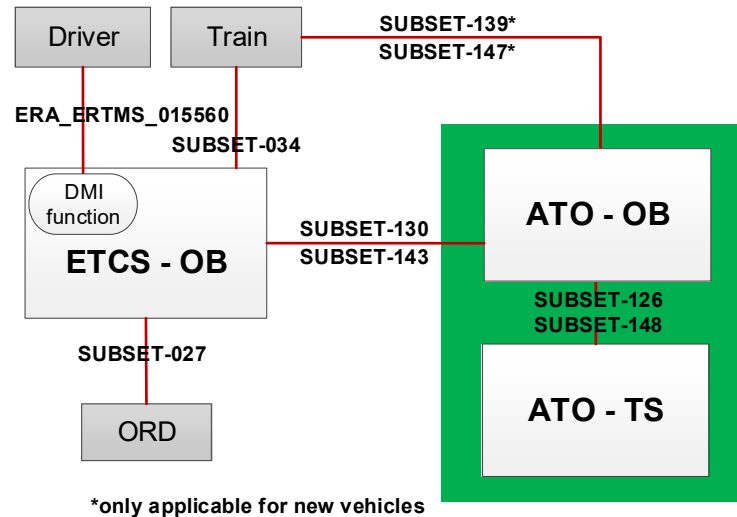 Driver
Train
SUBSET-139*
SUBSET-147*
ERA_ERTMS_015560
SUBSET-034
DMI
function
ETCS - OB
SUBSET-130
SUBSET-143
ATO - OB
SUBSET-126
SUBSET-148
SUBSET-027
ATO - TS
ORD
*only applicable for new vehicles